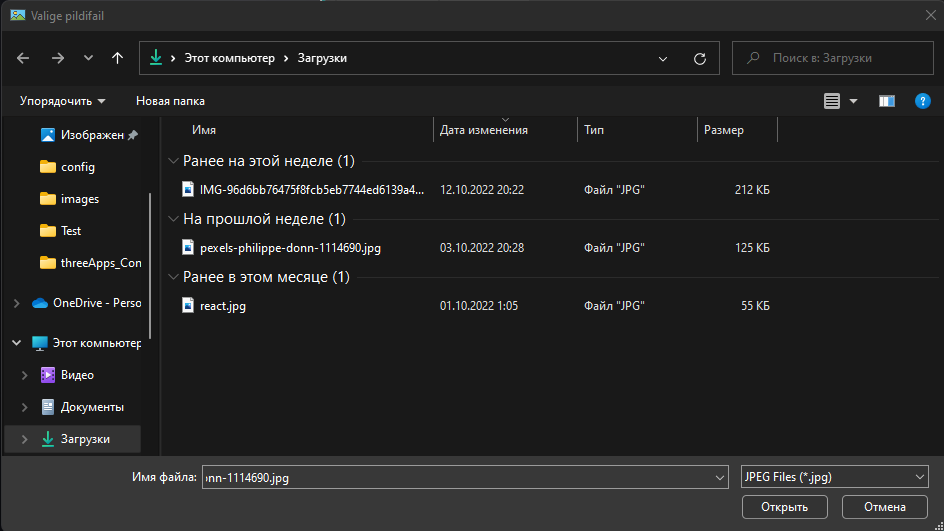 Valige pildifail
Этот компьютер Загрузки
Поиск в: Загрузки
Упорядочить Новая папка
Имя Дата изменения Тип Размер
Изображен
config
images
Test
threeApps_Con
OneDrive - Perso
Этот компьютер
Видео
Документы
Загрузки
Ранее на этой неделе (1)
IMG-96d6bb76475f8fcb5eb7744ed6139a4... 12.10.2022 20:22 Файл "JPG" 212 КБ
На прошлой неделе (1)
pexels-philippe-donn-1114690.jpg 03.10.2022 20:28 Файл "JPG" 125 КБ
Ранее в этом месяце (1)
react.jpg 01.10.2022 1:05 Файл "JPG" 55 КБ
Имя файла: onn-1114690.jpg JPEG Files (*.jpg)
Открыть Отмена